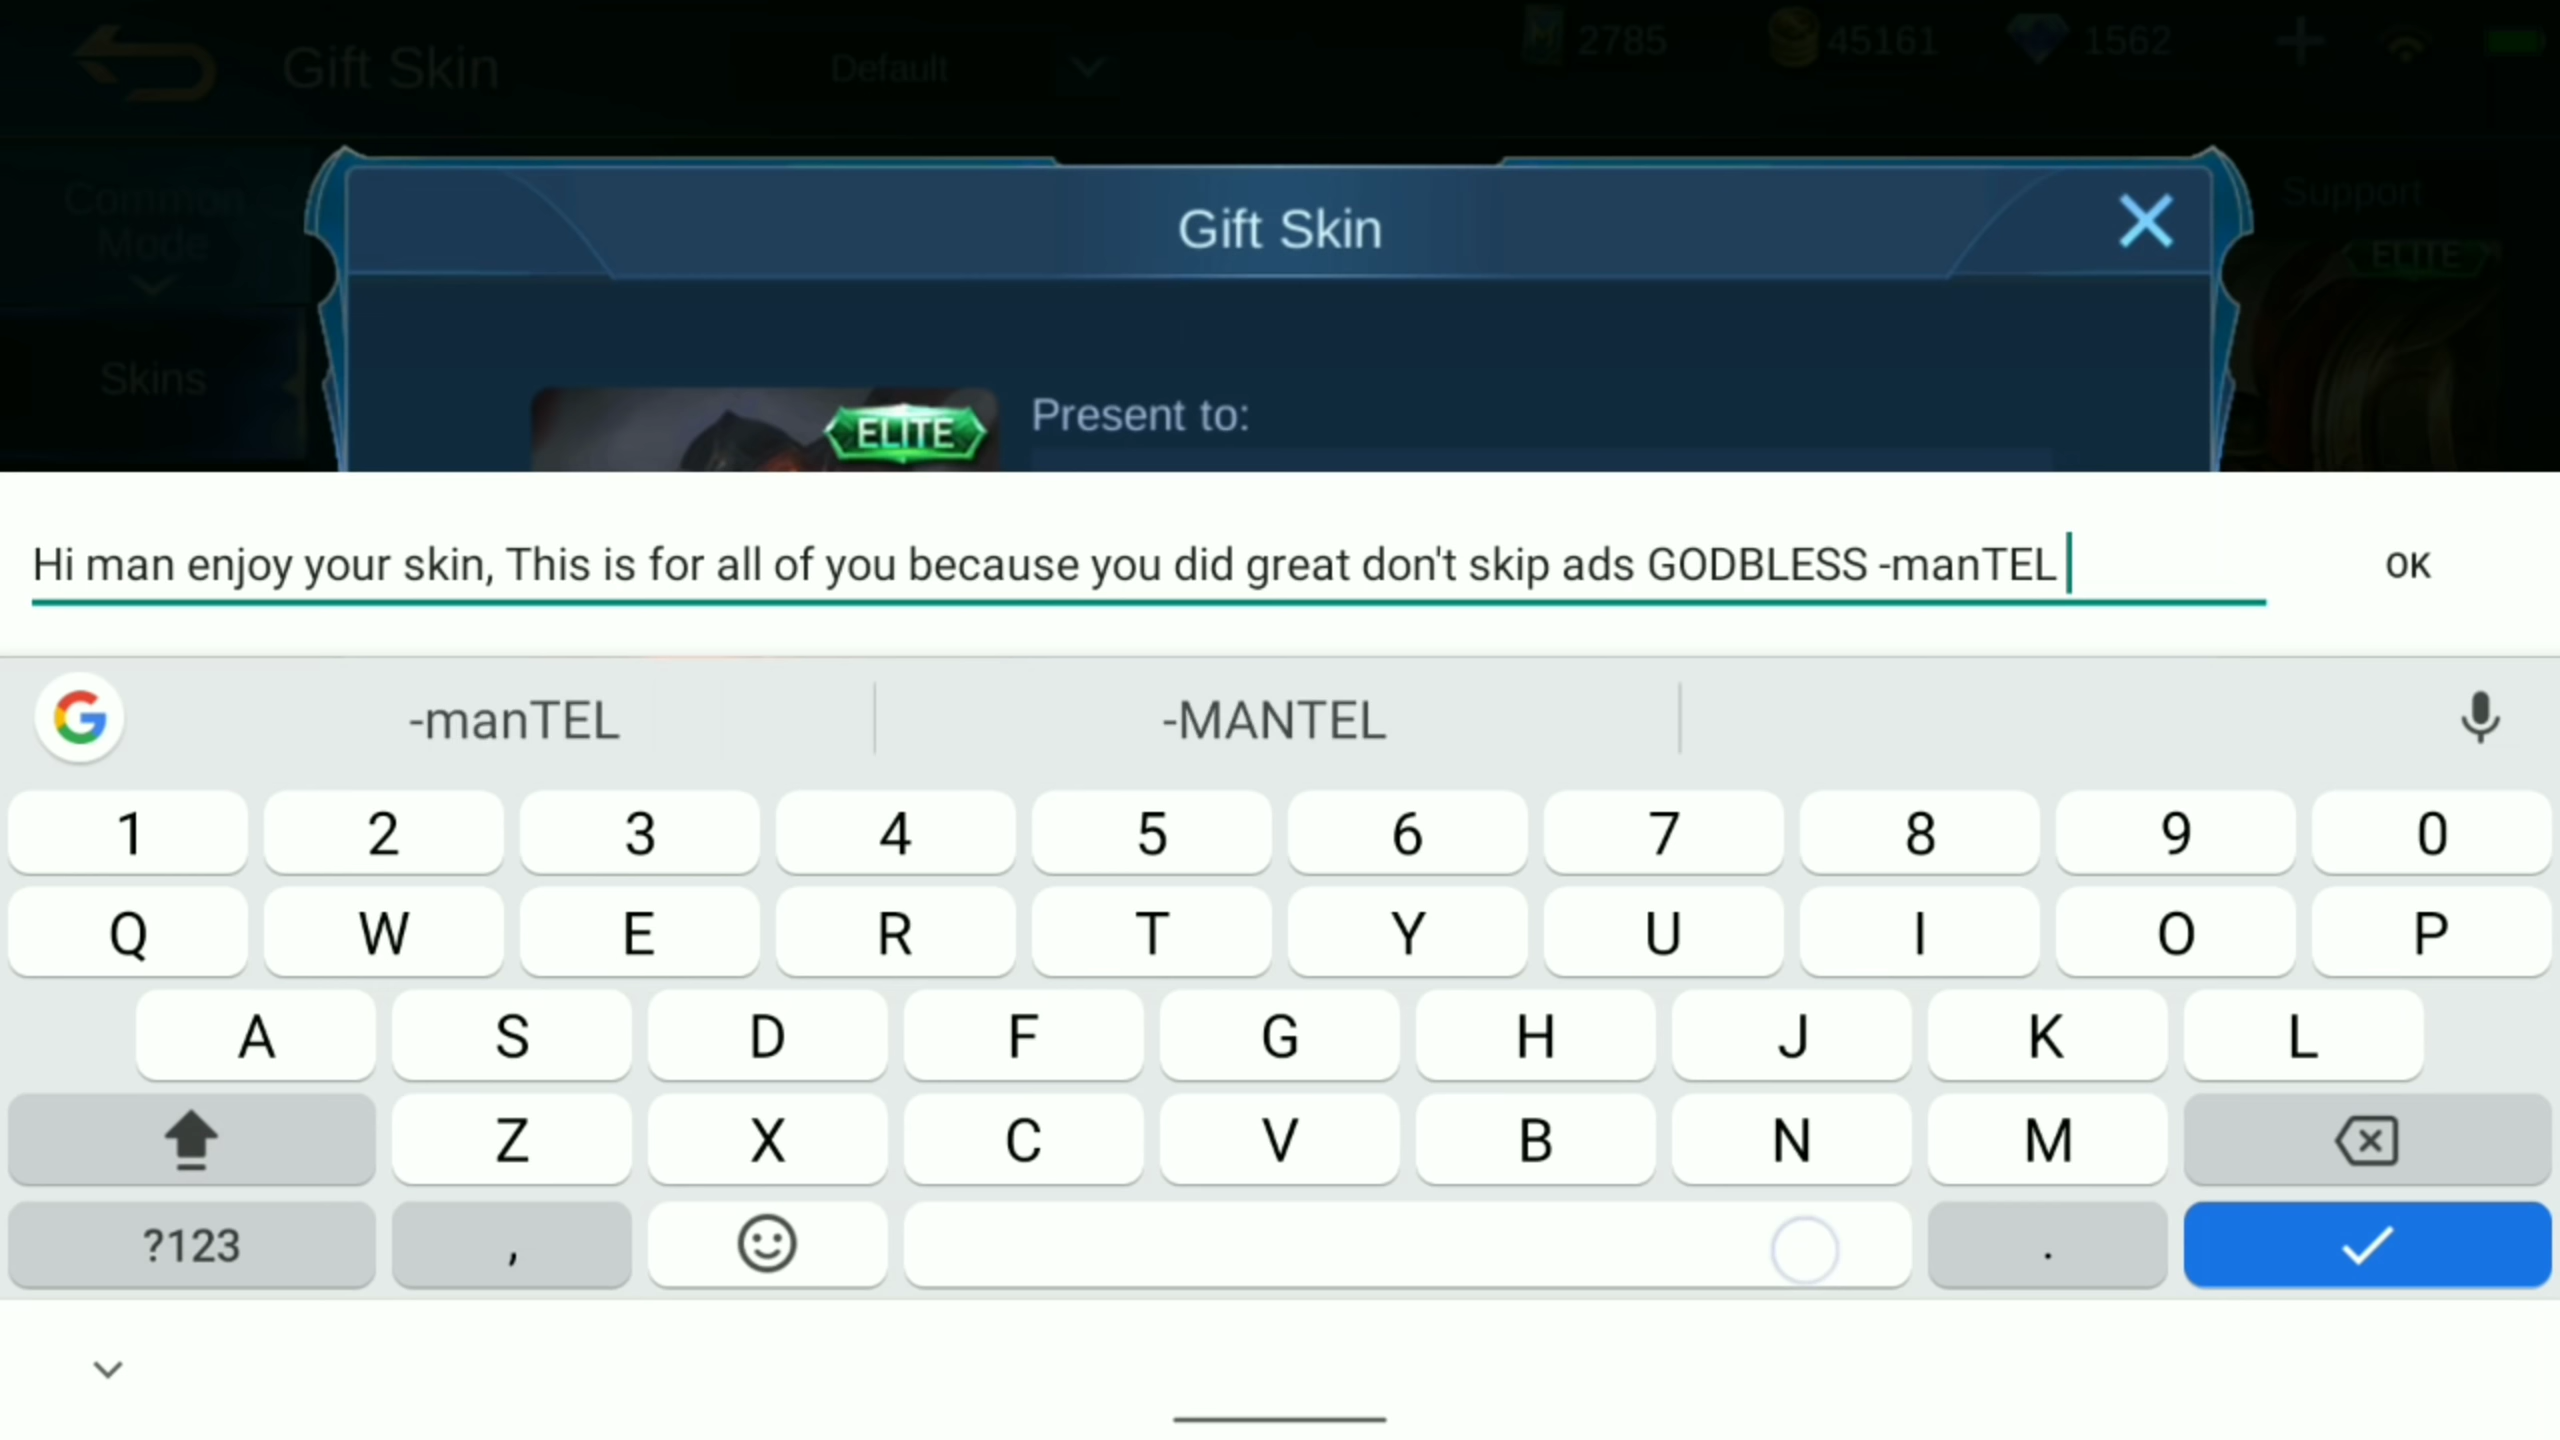 Gift Skin
Default
2785
45161
1562
Common
Mode
Support
ELITE
Skins
Gift Skin
ELITE
Present to:
Hi man enjoy your skin, This is for all of you because you did great don't skip ads GODBLESS -manTEL
OK
-manTEL
-MANTEL
1 2 3 4 5 6 7 8 9 0
Q W E R T Y U I O P
A S D F G H J K L
Z X C V B N M
?123 , .